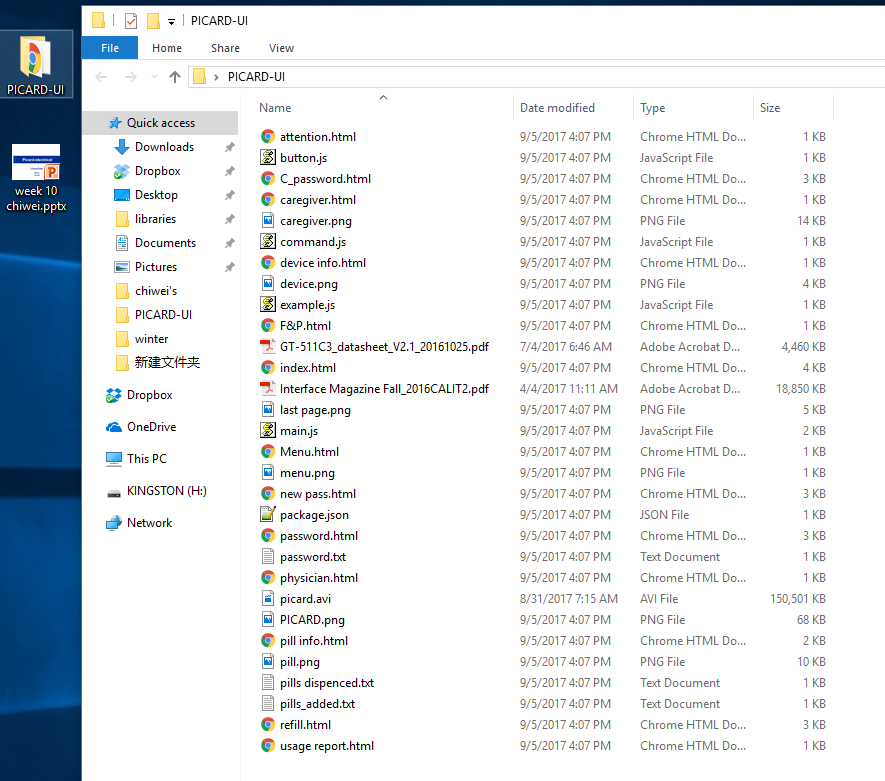 PICARD-UI
File Home Share View
PICARD-UI
PICARD-UI
Picard-electrical
week 10
chiwei.pptx
Quick access
Downloads
Dropbox
Desktop
libraries
Documents
Pictures
chiwei's
PICARD-UI
winter
新建文件夹
Dropbox
OneDrive
This PC
KINGSTON (H:)
Network
Name Date modified Type Size
attention.html 9/5/2017 4:07 PM Chrome HTML Do... 1 KB
button.js 9/5/2017 4:07 PM JavaScript File 1 KB
C_password.html 9/5/2017 4:07 PM Chrome HTML Do... 3 KB
caregiver.html 9/5/2017 4:07 PM Chrome HTML Do... 1 KB
caregiver.png 9/5/2017 4:07 PM PNG File 14 KB
command.js 9/5/2017 4:07 PM JavaScript File 1 KB
device info.html 9/5/2017 4:07 PM Chrome HTML Do... 1 KB
device.png 9/5/2017 4:07 PM PNG File 4 KB
example.js 9/5/2017 4:07 PM JavaScript File 1 KB
F&P.html 9/5/2017 4:07 PM Chrome HTML Do... 1 KB
GT-511C3_datasheet_V2.1_20161025.pdf 7/4/2017 6:46 AM Adobe Acrobat D... 4,460 KB
index.html 9/5/2017 4:07 PM Chrome HTML Do... 4 KB
Interface Magazine Fall_2016CALIT2.pdf 4/4/2017 11:11 AM Adobe Acrobat D... 18,850 KB
last page.png 9/5/2017 4:07 PM PNG File 5 KB
main.js 9/5/2017 4:07 PM JavaScript File 2 KB
Menu.html 9/5/2017 4:07 PM Chrome HTML Do... 1 KB
menu.png 9/5/2017 4:07 PM PNG File 1 KB
new pass.html 9/5/2017 4:07 PM Chrome HTML Do... 3 KB
package.json 9/5/2017 4:07 PM JSON File 1 KB
password.html 9/5/2017 4:07 PM Chrome HTML Do... 3 KB
password.txt 9/5/2017 4:07 PM Text Document 1 KB
physician.html 9/5/2017 4:07 PM Chrome HTML Do... 1 KB
picard.avi 8/31/2017 7:15 AM AVI File 150,501 KB
PICARD.png 9/5/2017 4:07 PM PNG File 68 KB
pill info.html 9/5/2017 4:07 PM Chrome HTML Do... 2 KB
pill.png 9/5/2017 4:07 PM PNG File 10 KB
pills dispenced.txt 9/5/2017 4:07 PM Text Document 1 KB
pills_added.txt 9/5/2017 4:07 PM Text Document 1 KB
refill.html 9/5/2017 4:07 PM Chrome HTML Do... 3 KB
usage report.html 9/5/2017 4:07 PM Chrome HTML Do... 1 KB